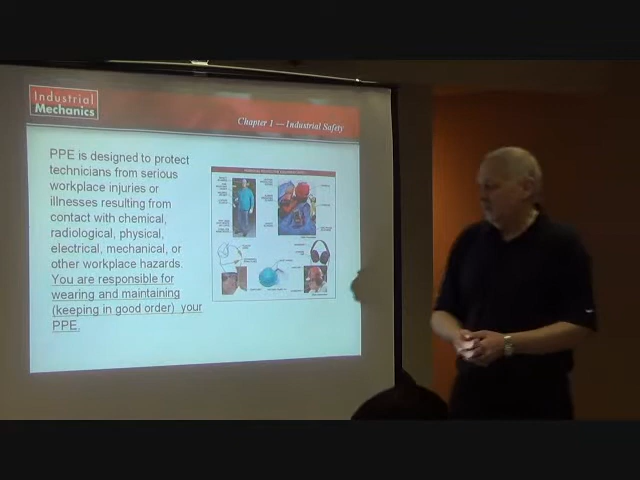 Industrial
Mechanics
Chapter 1 — Industrial Safety
PPE is designed to protect
technicians from serious
workplace injuries or
illnesses resulting from
contact with chemical,
radiological, physical,
electrical, mechanical, or
other workplace hazards.
You are responsible for
wearing and maintaining
(keeping in good order) your
PPE.